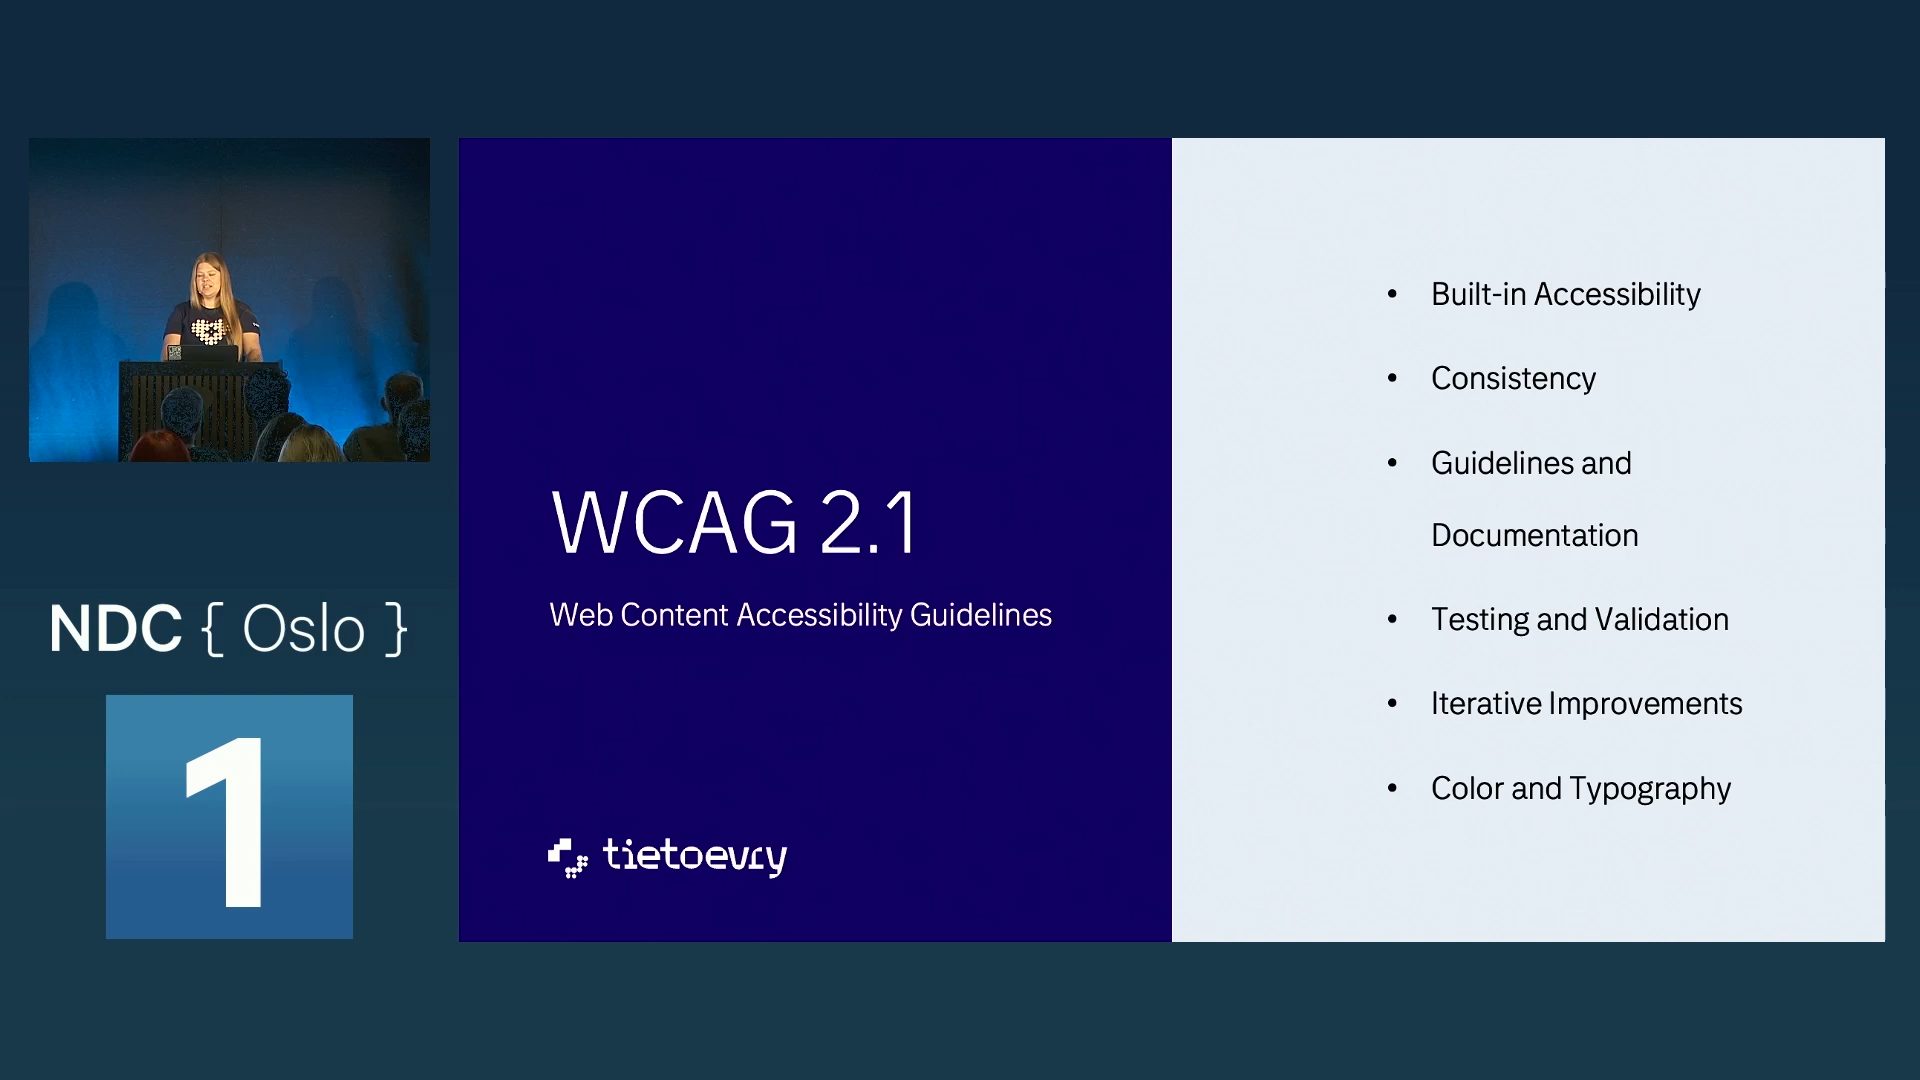 NDC { Oslo }
1
WCAG 2.1
Web Content Accessibility Guidelines
tietoevry
• Built-in Accessibility
• Consistency
• Guidelines and
Documentation
• Testing and Validation
• Iterative Improvements
• Color and Typography